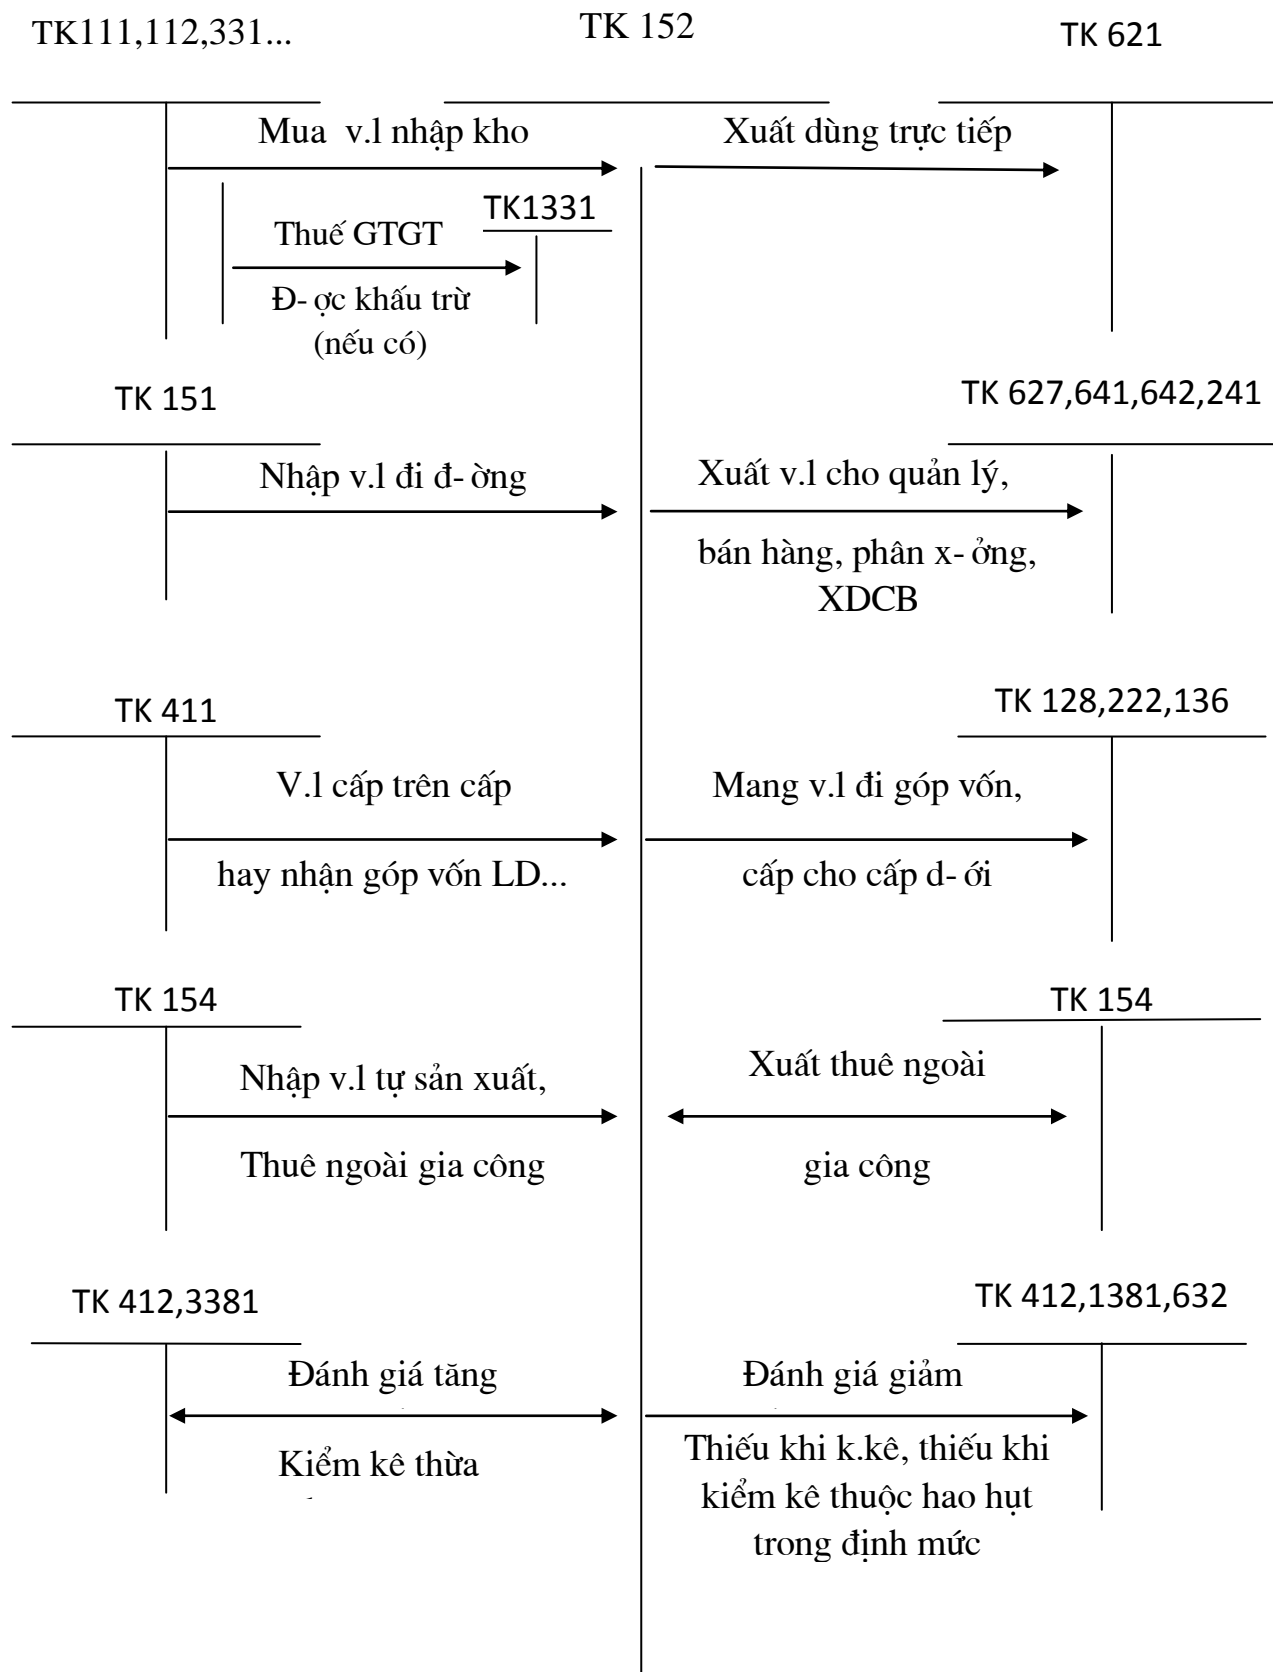 TK111,112,331...
TK 152
TK 621
Mua v.l nhập kho
Xuất dùng trực tiếp
TK1331
Thuế GTGT
Đ- ợc khấu trừ
(nếu có)
TK 151
TK 627,641,642,241
Nhập v.l đi đ- ờng
Xuất v.l cho quản lý,
bán hàng, phân x- ởng,
XDCB
TK 411
TK 128,222,136
V.l cấp trên cấp
Mang v.l đi góp vốn,
hay nhận góp vốn LD...
cấp cho cấp d- ới
TK 154
TK 154
Nhập v.l tự sản xuất,
Xuất thuê ngoài
Thuê ngoài gia công
gia công
TK 412,3381
TK 412,1381,632
Đánh giá tăng
Đánh giá giảm
Kiểm kê thừa
Thiếu khi k.kê, thiếu khi
kiểm kê thuộc hao hụt
trong định mức